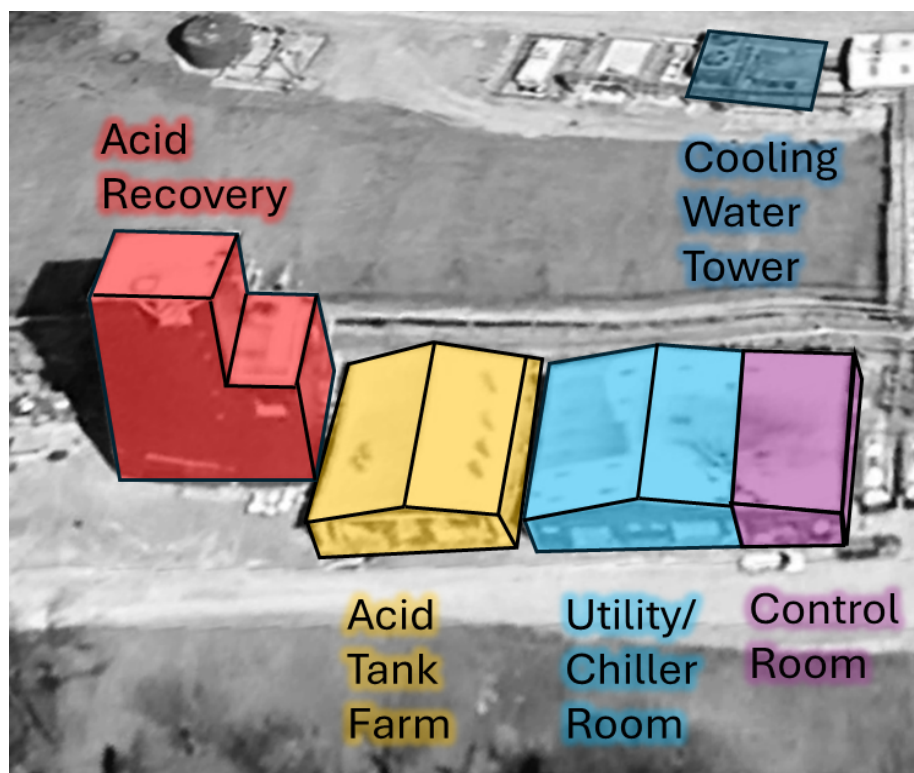 Acid
Recovery
Cooling
Water
Tower
Acid
Tank
Farm
Utility/
Chiller
Room
Control
Room